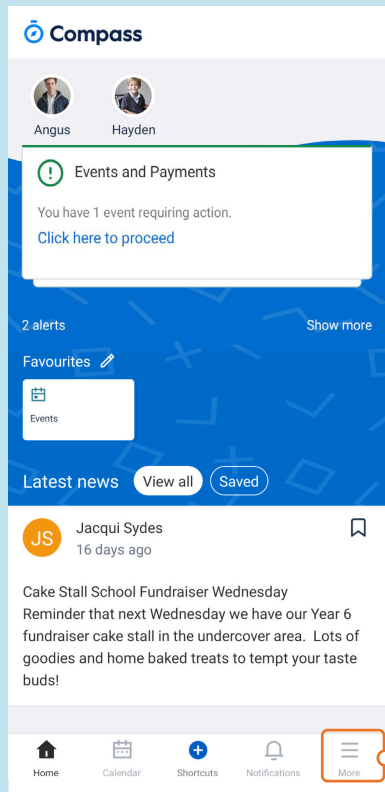 Compass
Angus Hayden
Events and Payments
You have 1 event requiring action.
Click here to proceed
2 alerts Show more
Favourites
Events
Latest news View all Saved
JS Jacqui Sydes
16 days ago
Cake Stall School Fundraiser Wednesday
Reminder that next Wednesday we have our Year 6
fundraiser cake stall in the undercover area.  Lots of
goodies and home baked treats to tempt your taste
buds!
Home Calendar Shortcuts Notifications More